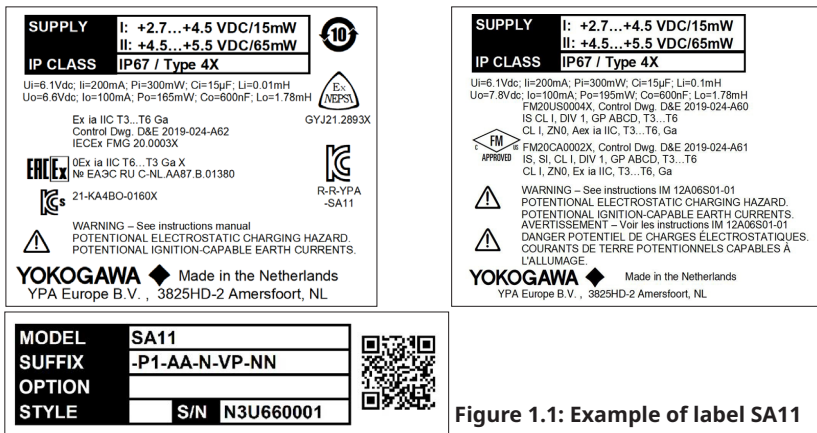 SUPPLY I: +2.7...+4.5 VDC/15mW
II: +4.5...+5.5 VDC/65mW
IP CLASS IP67 / Type 4X
10
Ui=6.1Vdc; Ii=200mA; Pi=300mW; Ci=15µF; Li=0.01mH
Uo=6.6Vdc; Io=100mA; Po=165mW; Co=600nF; Lo=1.78mH
Ex
NEPSI
Ex ia IIC T3...T6 Ga
GYJ21.2893X
Control Dwg. D&E 2019-024-A62
IECEx FMG 20.0003X
EAC Ex
0Ex ia IIC T6...T3 Ga X
№ ЕАЭС RU C-NL.AA87.B.01380
R-R-YPA
-SA11
s 21-KA4BO-0160X
WARNING – See instructions manual
POTENTIAL ELECTROSTATIC CHARGING HAZARD.
POTENTIAL IGNITION-CAPABLE EARTH CURRENTS.
YOKOGAWA Made in the Netherlands
YPA Europe B.V. , 3825HD-2 Amersfoort, NL
SUPPLY I: +2.7...+4.5 VDC/15mW
II: +4.5...+5.5 VDC/65mW
IP CLASS IP67 / Type 4X
Ui=6.1Vdc; Ii=200mA; Pi=300mW; Ci=15µF; Li=0.1mH
Uo=7.8Vdc; Io=100mA; Po=195mW; Co=600nF; Lo=1.78mH
FM20US0004X, Control Dwg. D&E 2019-024-A60
IS CL I, DIV 1, GP ABCD, T3...T6
CL I, ZN0, Aex ia IIC, T3...T6, Ga
C FM US
APPROVED
FM20CA0002X, Control Dwg. D&E 2019-024-A61
IS, SI, CL I, DIV 1, GP ABCD, T3...T6
CL I, ZN0, Ex ia IIC, T3...T6, Ga
WARNING – See instructions IM 12A06S01-01
POTENTIAL ELECTROSTATIC CHARGING HAZARD.
POTENTIAL IGNITION-CAPABLE EARTH CURRENTS.
AVERTISSEMENT – Voir les instructions IM 12A06S01-01
DANGER POTENTIEL DE CHARGES ÉLECTROSTATIQUES.
COURANTS DE TERRE POTENTIONNELS CAPABLES À
L'ALLUMAGE.
YOKOGAWA Made in the Netherlands
YPA Europe B.V. , 3825HD-2 Amersfoort, NL
MODEL SA11
SUFFIX -P1-AA-N-VP-NN
OPTION
STYLE S/N N3U660001
Figure 1.1: Example of label SA11